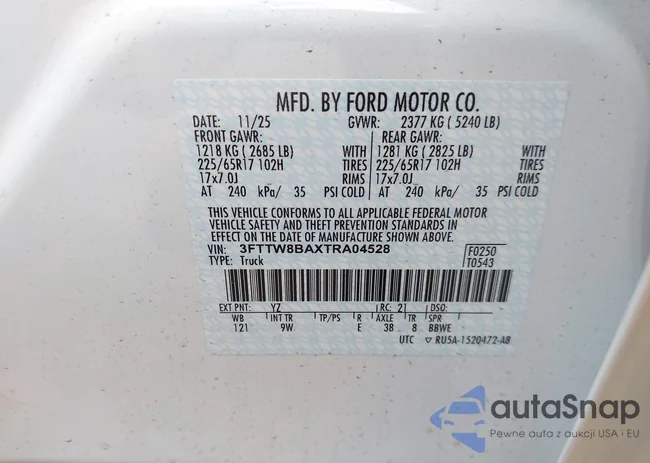 MFD. BY FORD MOTOR CO.
DATE: 11/25 GVWR: 2377 KG ( 5240 LB)
FRONT GAWR: REAR GAWR:
1218 KG ( 2685 LB) WITH 1281 KG ( 2825 LB) WITH
225/65R17 102H TIRES 225/65R17 102H TIRES
17x7.0J RIMS 17x7.0J RIMS
AT 240 kPa/ 35 PSI COLD AT 240 kPa/ 35 PSI COLD
THIS VEHICLE CONFORMS TO ALL APPLICABLE FEDERAL MOTOR
VEHICLE SAFETY AND BUMPER STANDARDS IN
EFFECT ON THE DATE OF MANUFACTURE SHOWN ABOVE.
VIN: 3FTTW8BAXTRA04528 F0250
TYPE: Truck T0543
EXT PNT: YZ RC: 21 DSO:
WB INT TR TP/PS R AXLE TR SPR
121 9W E 38 8 BBWE
UTC ▽ RU5A-1520472-AB
autoSnap
Pewne auta z aukcji USA i EU